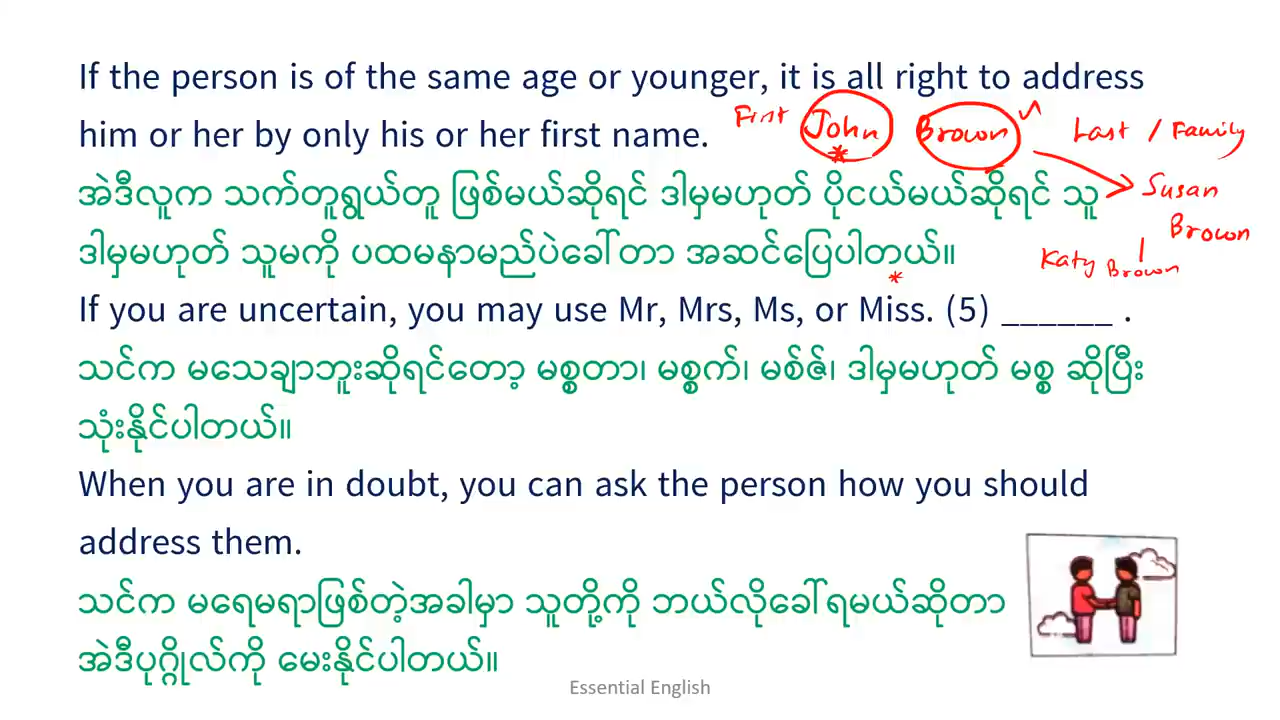 If the person is of the same age or younger, it is all right to address
him or her by only his or her first name.
First John Brown Last / Family
အဲဒီလူက သက်တူရွယ်တူ ဖြစ်မယ်ဆိုရင် ဒါမှမဟုတ် ပိုငယ်မယ်ဆိုရင် သူ
Susan
Brown
ဒါမှမဟုတ် သူမကို ပထမနာမည်ပဲခေါ်တာ အဆင်ပြေပါတယ်။
Katy Brown
If you are uncertain, you may use Mr, Mrs, Ms, or Miss. (5) ______ .
သင်က မသေချာဘူးဆိုရင်တော့ မစ္စတာ၊ မစ္စက်၊ မစ်ဇ်၊ ဒါမှမဟုတ် မစ္စ ဆိုပြီး
သုံးနိုင်ပါတယ်။
When you are in doubt, you can ask the person how you should
address them.
သင်က မရေမရာဖြစ်တဲ့အခါမှာ သူတို့ကို ဘယ်လိုခေါ်ရမယ်ဆိုတာ
အဲဒီပုဂ္ဂိုလ်ကို မေးနိုင်ပါတယ်။
Essential English